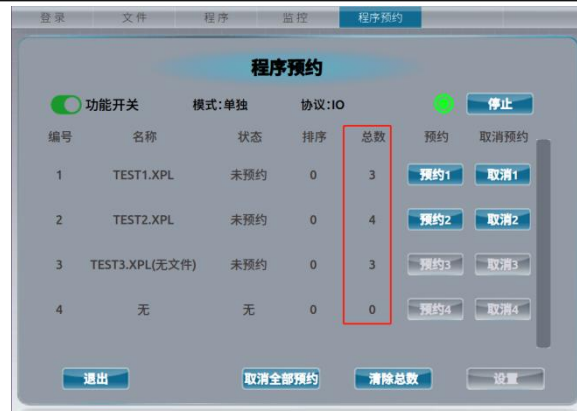 登录 文件 程序 监控 程序预约
程序预约
功能开关 模式:单独 协议:IO 停止
编号 名称 状态 排序 总数 预约 取消预约
1 TEST1.XPL 未预约 0 3 预约1 取消1
2 TEST2.XPL 未预约 0 4 预约2 取消2
3 TEST3.XPL(无文件) 未预约 0 3 预约3 取消3
4 无 无 0 0 预约4 取消4
退出 取消全部预约 清除总数 设置